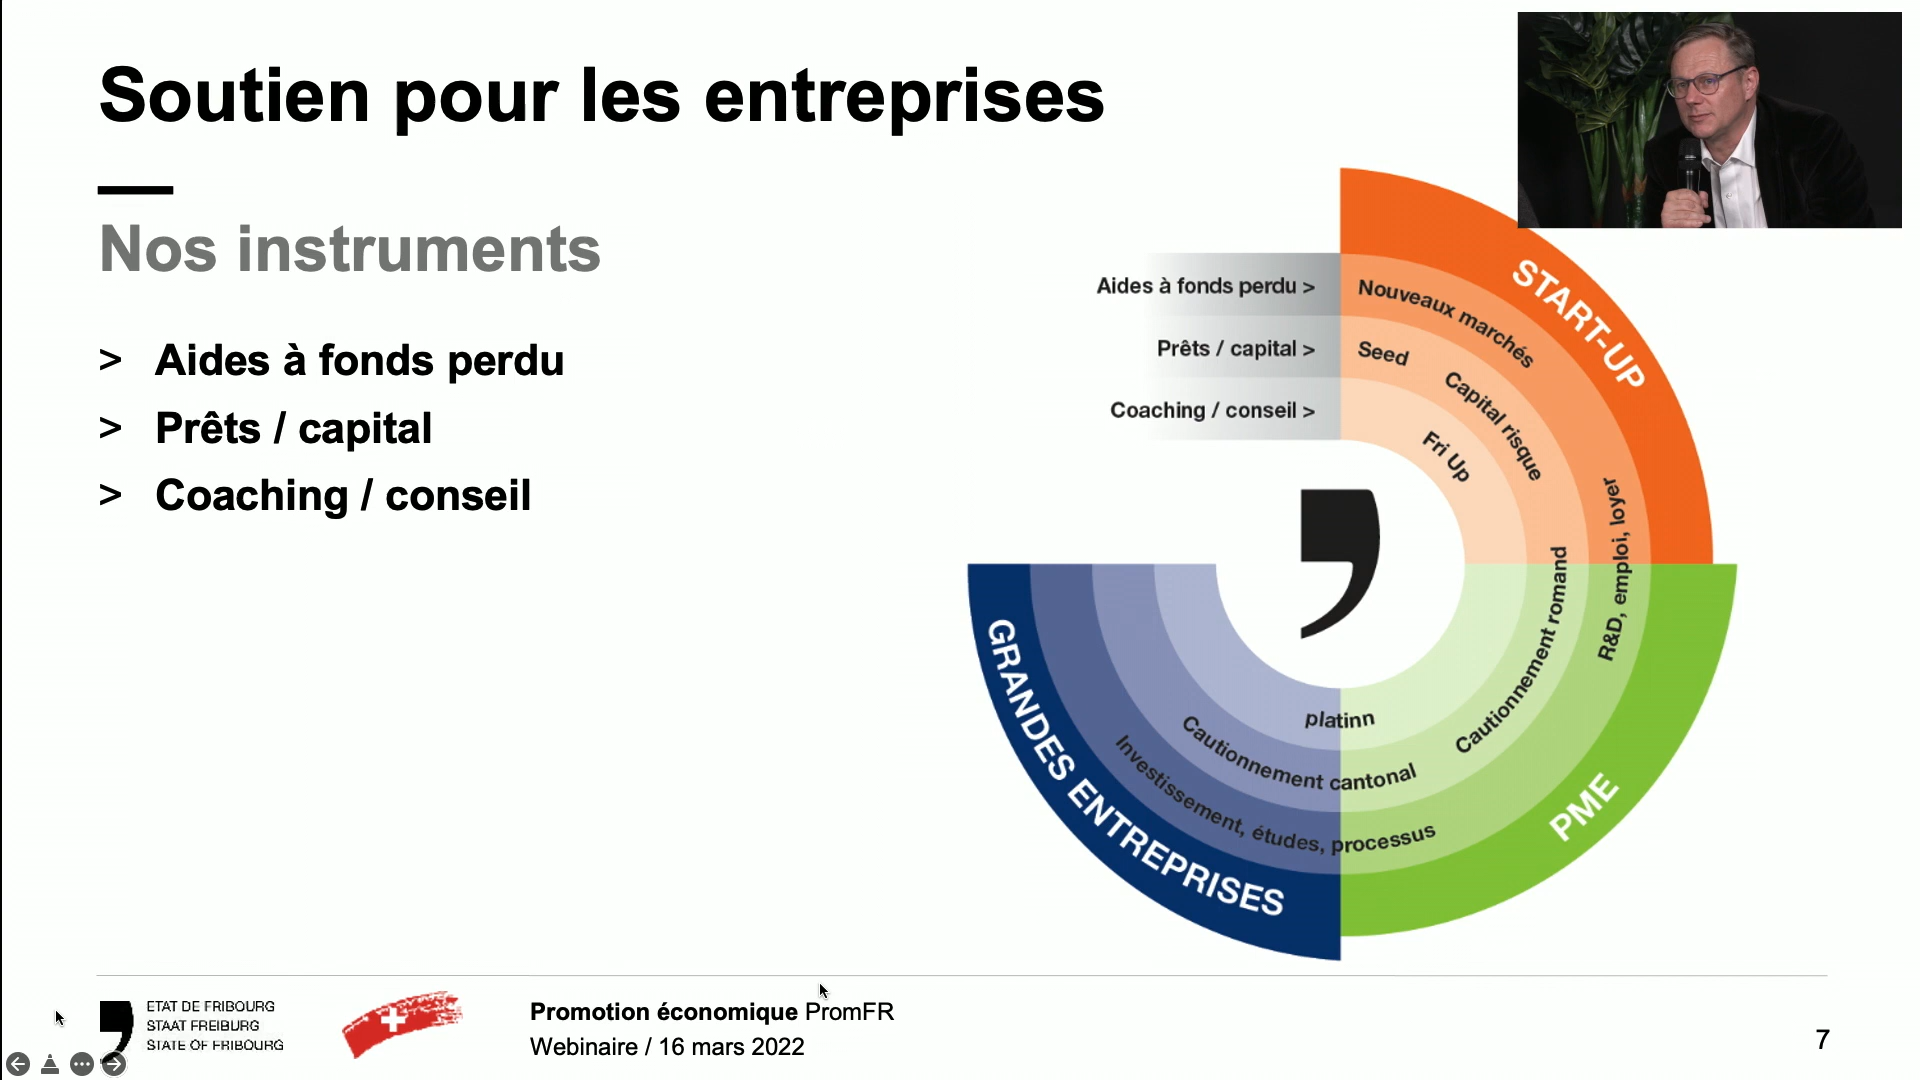 Soutien pour les entreprises
Nos instruments
> Aides à fonds perdu
> Prêts / capital
> Coaching / conseil
Aides à fonds perdu >
Prêts / capital >
Coaching / conseil >
START-UP
Nouveaux marchés
Seed
Capital risque
Fri Up
R&D, emploi, loyer
Cautionnement romand
PME
platinn
Cautionnement cantonal
Investissement, études, processus
GRANDES ENTREPRISES
ETAT DE FRIBOURG
STAAT FREIBURG
STATE OF FRIBOURG
Promotion économique PromFR
Webinaire / 16 mars 2022
7